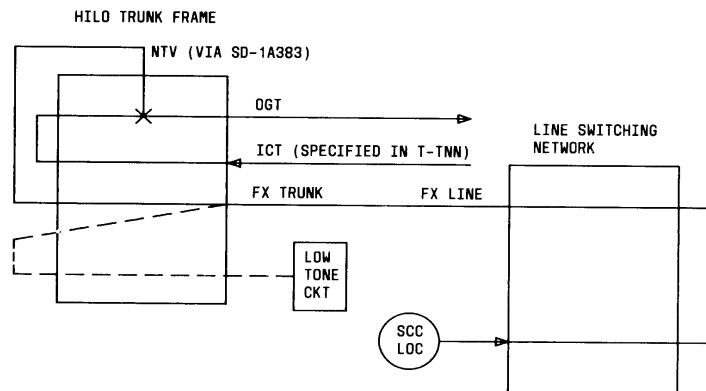 HILO TRUNK FRAME
NTV (VIA SD-1A383)
OGT
ICT (SPECIFIED IN T-TNN)
LINE SWITCHING
NETWORK
FX TRUNK
FX LINE
LOW
TONE
CKT
SCC
LOC